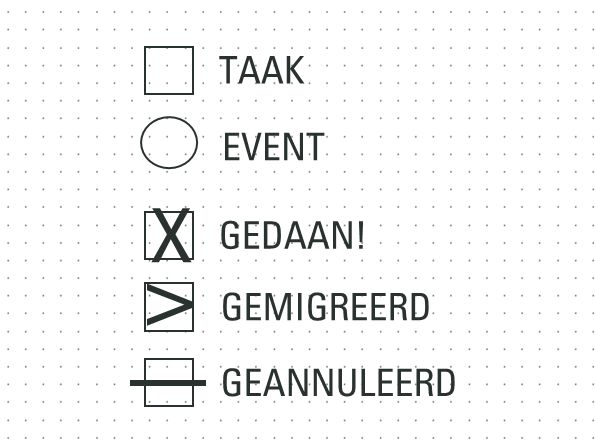 TAAK
EVENT
X GEDAAN!
> GEMIGREERD
GEANNULEERD